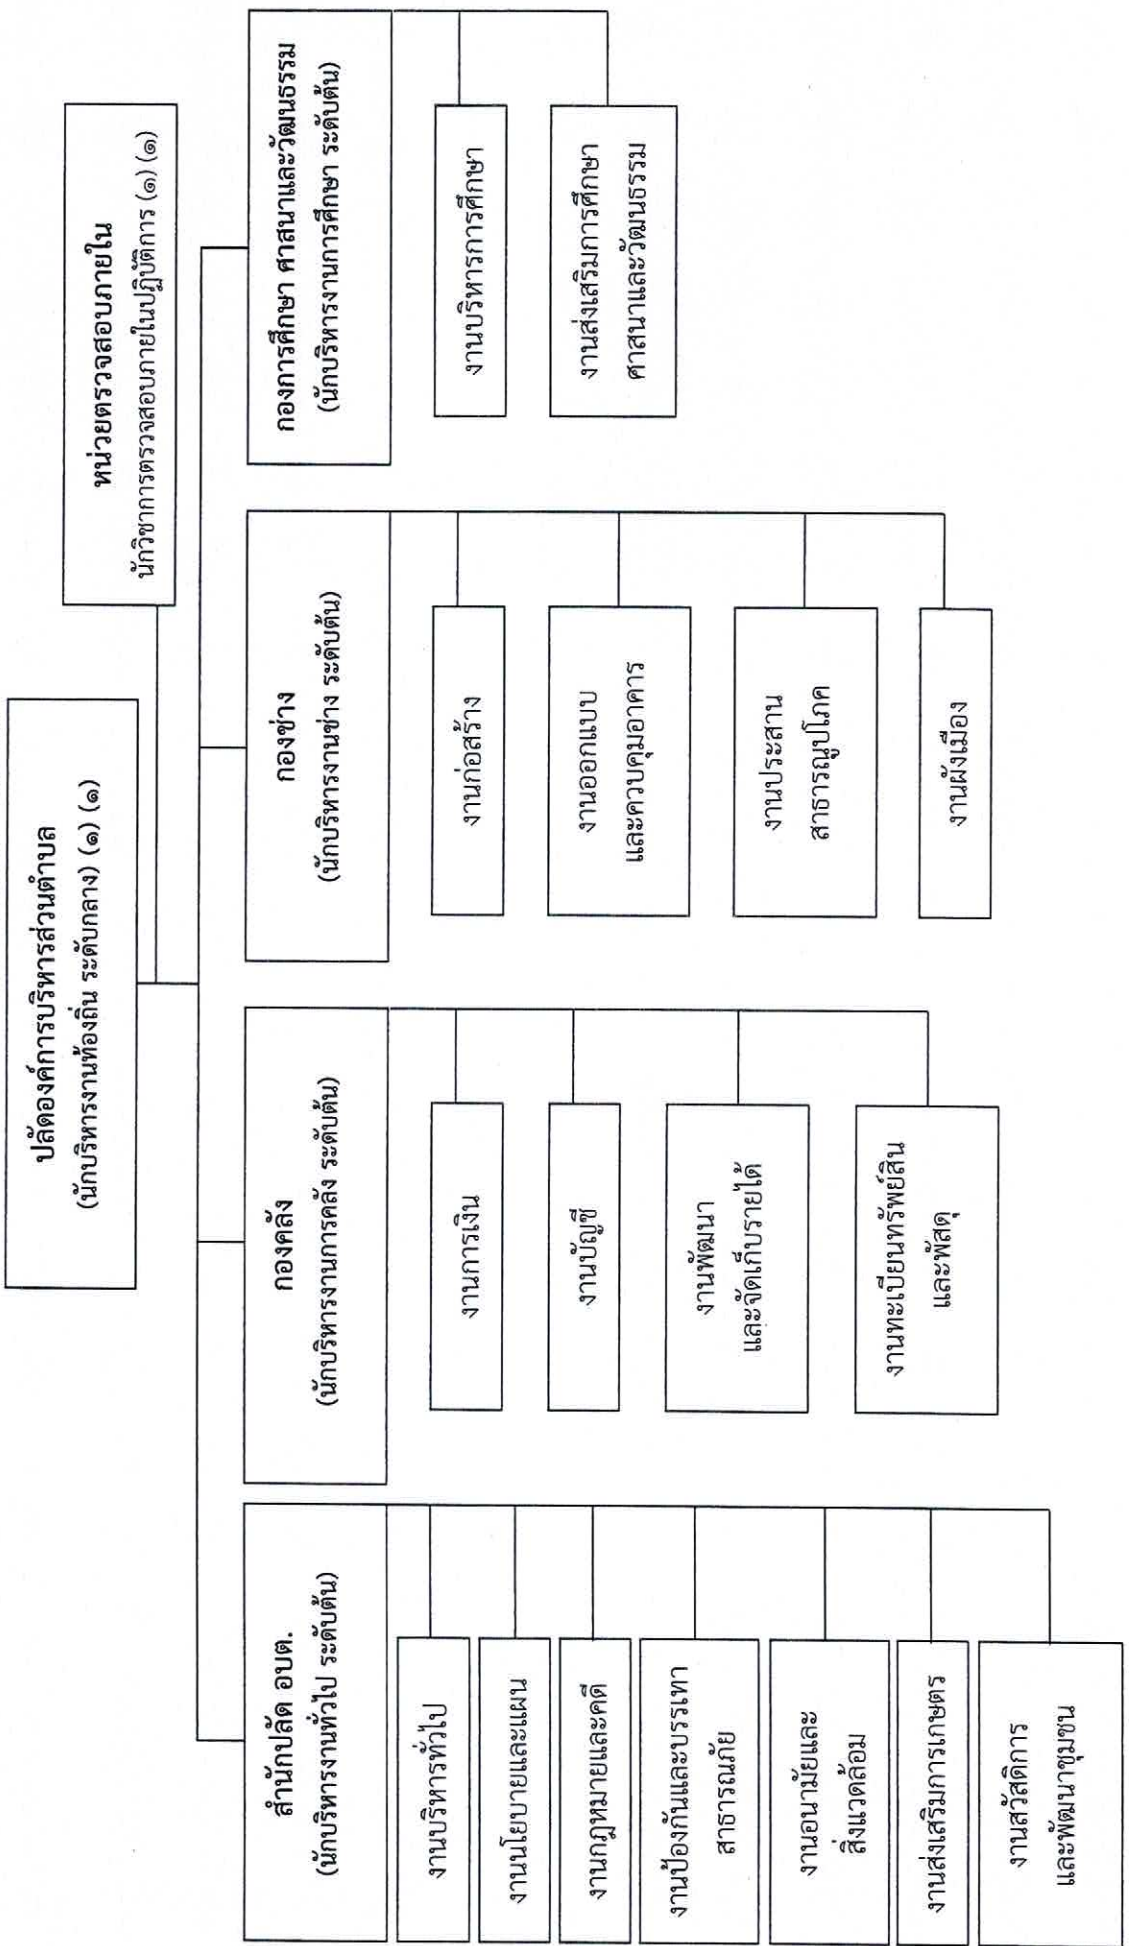 ปลัดองค์การบริหารส่วนตำบล
(นักบริหารงานท้องถิ่น ระดับกลาง) (๑) (๑)
หน่วยตรวจสอบภายใน
นักวิชาการตรวจสอบภายในปฏิบัติการ (๑) (๑)
สำนักปลัด อบต.
(นักบริหารงานทั่วไป ระดับต้น)
งานบริหารทั่วไป
งานนโยบายและแผน
งานกฎหมายและคดี
งานป้องกันและบรรเทา
สาธารณภัย
งานอนามัยและ
สิ่งแวดล้อม
งานส่งเสริมการเกษตร
งานสวัสดิการ
และพัฒนาชุมชน
กองคลัง
(นักบริหารงานการคลัง ระดับต้น)
งานการเงิน
งานบัญชี
งานพัฒนา
และจัดเก็บรายได้
งานทะเบียนทรัพย์สิน
และพัสดุ
กองช่าง
(นักบริหารงานช่าง ระดับต้น)
งานก่อสร้าง
งานออกแบบ
และควบคุมอาคาร
งานประสาน
สาธารณูปโภค
งานผังเมือง
กองการศึกษา ศาสนาและวัฒนธรรม
(นักบริหารงานการศึกษา ระดับต้น)
งานบริหารการศึกษา
งานส่งเสริมการศึกษา
ศาสนาและวัฒนธรรม